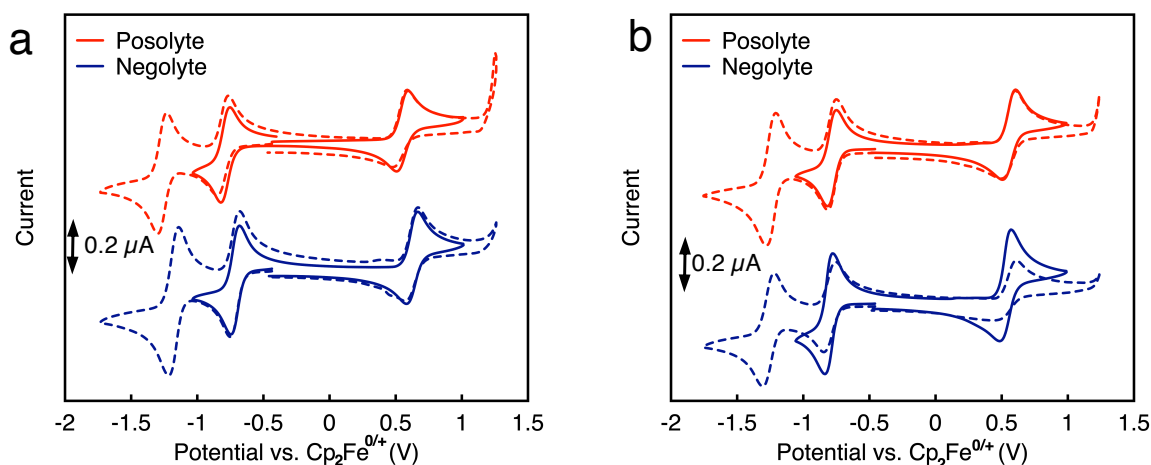 a
Posolyte
Negolyte
Current
0.2 µA
-2 -1.5 -1 -0.5 0 0.5 1 1.5
Potential vs. Cp₂Fe⁰/⁺ (V)
b
Posolyte
Negolyte
Current
0.2 µA
-2 -1.5 -1 -0.5 0 0.5 1 1.5
Potential vs. Cp₂Fe⁰/⁺ (V)